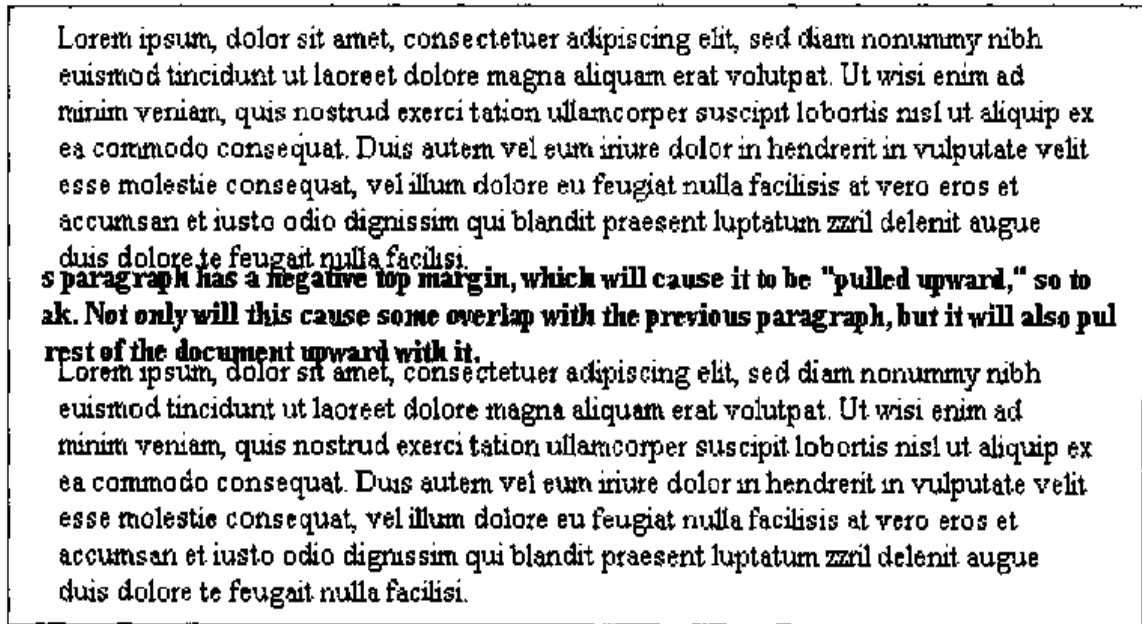 Lorem ipsum, dolor sit amet, consectetuer adipiscing elit, sed diam nonummy nibh
euismod tincidunt ut laoreet dolore magna aliquam erat volutpat. Ut wisi enim ad
minim veniam, quis nostrud exerci tation ullamcorper suscipit lobortis nisl ut aliquip ex
ea commodo consequat. Duis autem vel eum iriure dolor in hendrerit in vulputate velit
esse molestie consequat, vel illum dolore eu feugiat nulla facilisis at vero eros et
accumsan et iusto odio dignissim qui blandit praesent luptatum zzril delenit augue
duis dolore te feugait nulla facilisi.
s paragraph has a negative top margin, which will cause it to be "pulled upward," so to
ak. Not only will this cause some overlap with the previous paragraph, but it will also pul
rest of the document upward with it.
Lorem ipsum, dolor sit amet, consectetuer adipiscing elit, sed diam nonummy nibh
euismod tincidunt ut laoreet dolore magna aliquam erat volutpat. Ut wisi enim ad
minim veniam, quis nostrud exerci tation ullamcorper suscipit lobortis nisl ut aliquip ex
ea commodo consequat. Duis autem vel eum iriure dolor in hendrerit in vulputate velit
esse molestie consequat, vel illum dolore eu feugiat nulla facilisis at vero eros et
accumsan et iusto odio dignissim qui blandit praesent luptatum zzril delenit augue
duis dolore te feugait nulla facilisi.